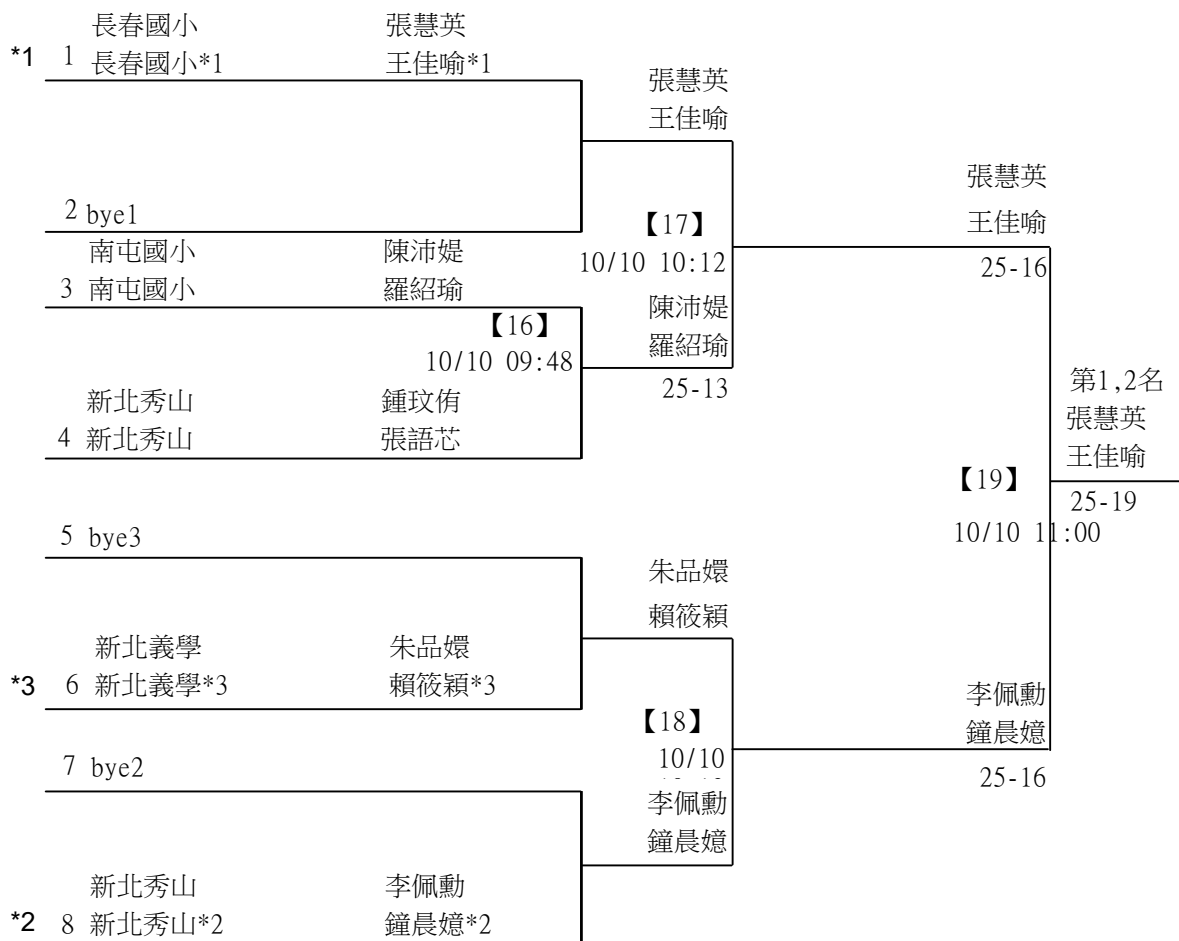 長春國小 張慧英
*1 1 長春國小*1 王佳喻*1
張慧英
王佳喻
張慧英
王佳喻
25-16
2 bye1
【17】
10/10 10:12
南屯國小 陳沛媞
3 南屯國小 羅紹瑜
【16】
10/10 09:48
陳沛媞
羅紹瑜
25-13
新北秀山 鍾玟侑
4 新北秀山 張語芯
第1,2名
張慧英
王佳喻
25-19
【19】
10/10 11:00
5 bye3
朱品嬛
賴筱穎
新北義學 朱品嬛
*3 6 新北義學*3 賴筱穎*3
【18】
10/10
李佩勳
鐘晨嬑
25-16
7 bye2
李佩勳
鐘晨嬑
新北秀山 李佩勳
*2 8 新北秀山*2 鐘晨嬑*2